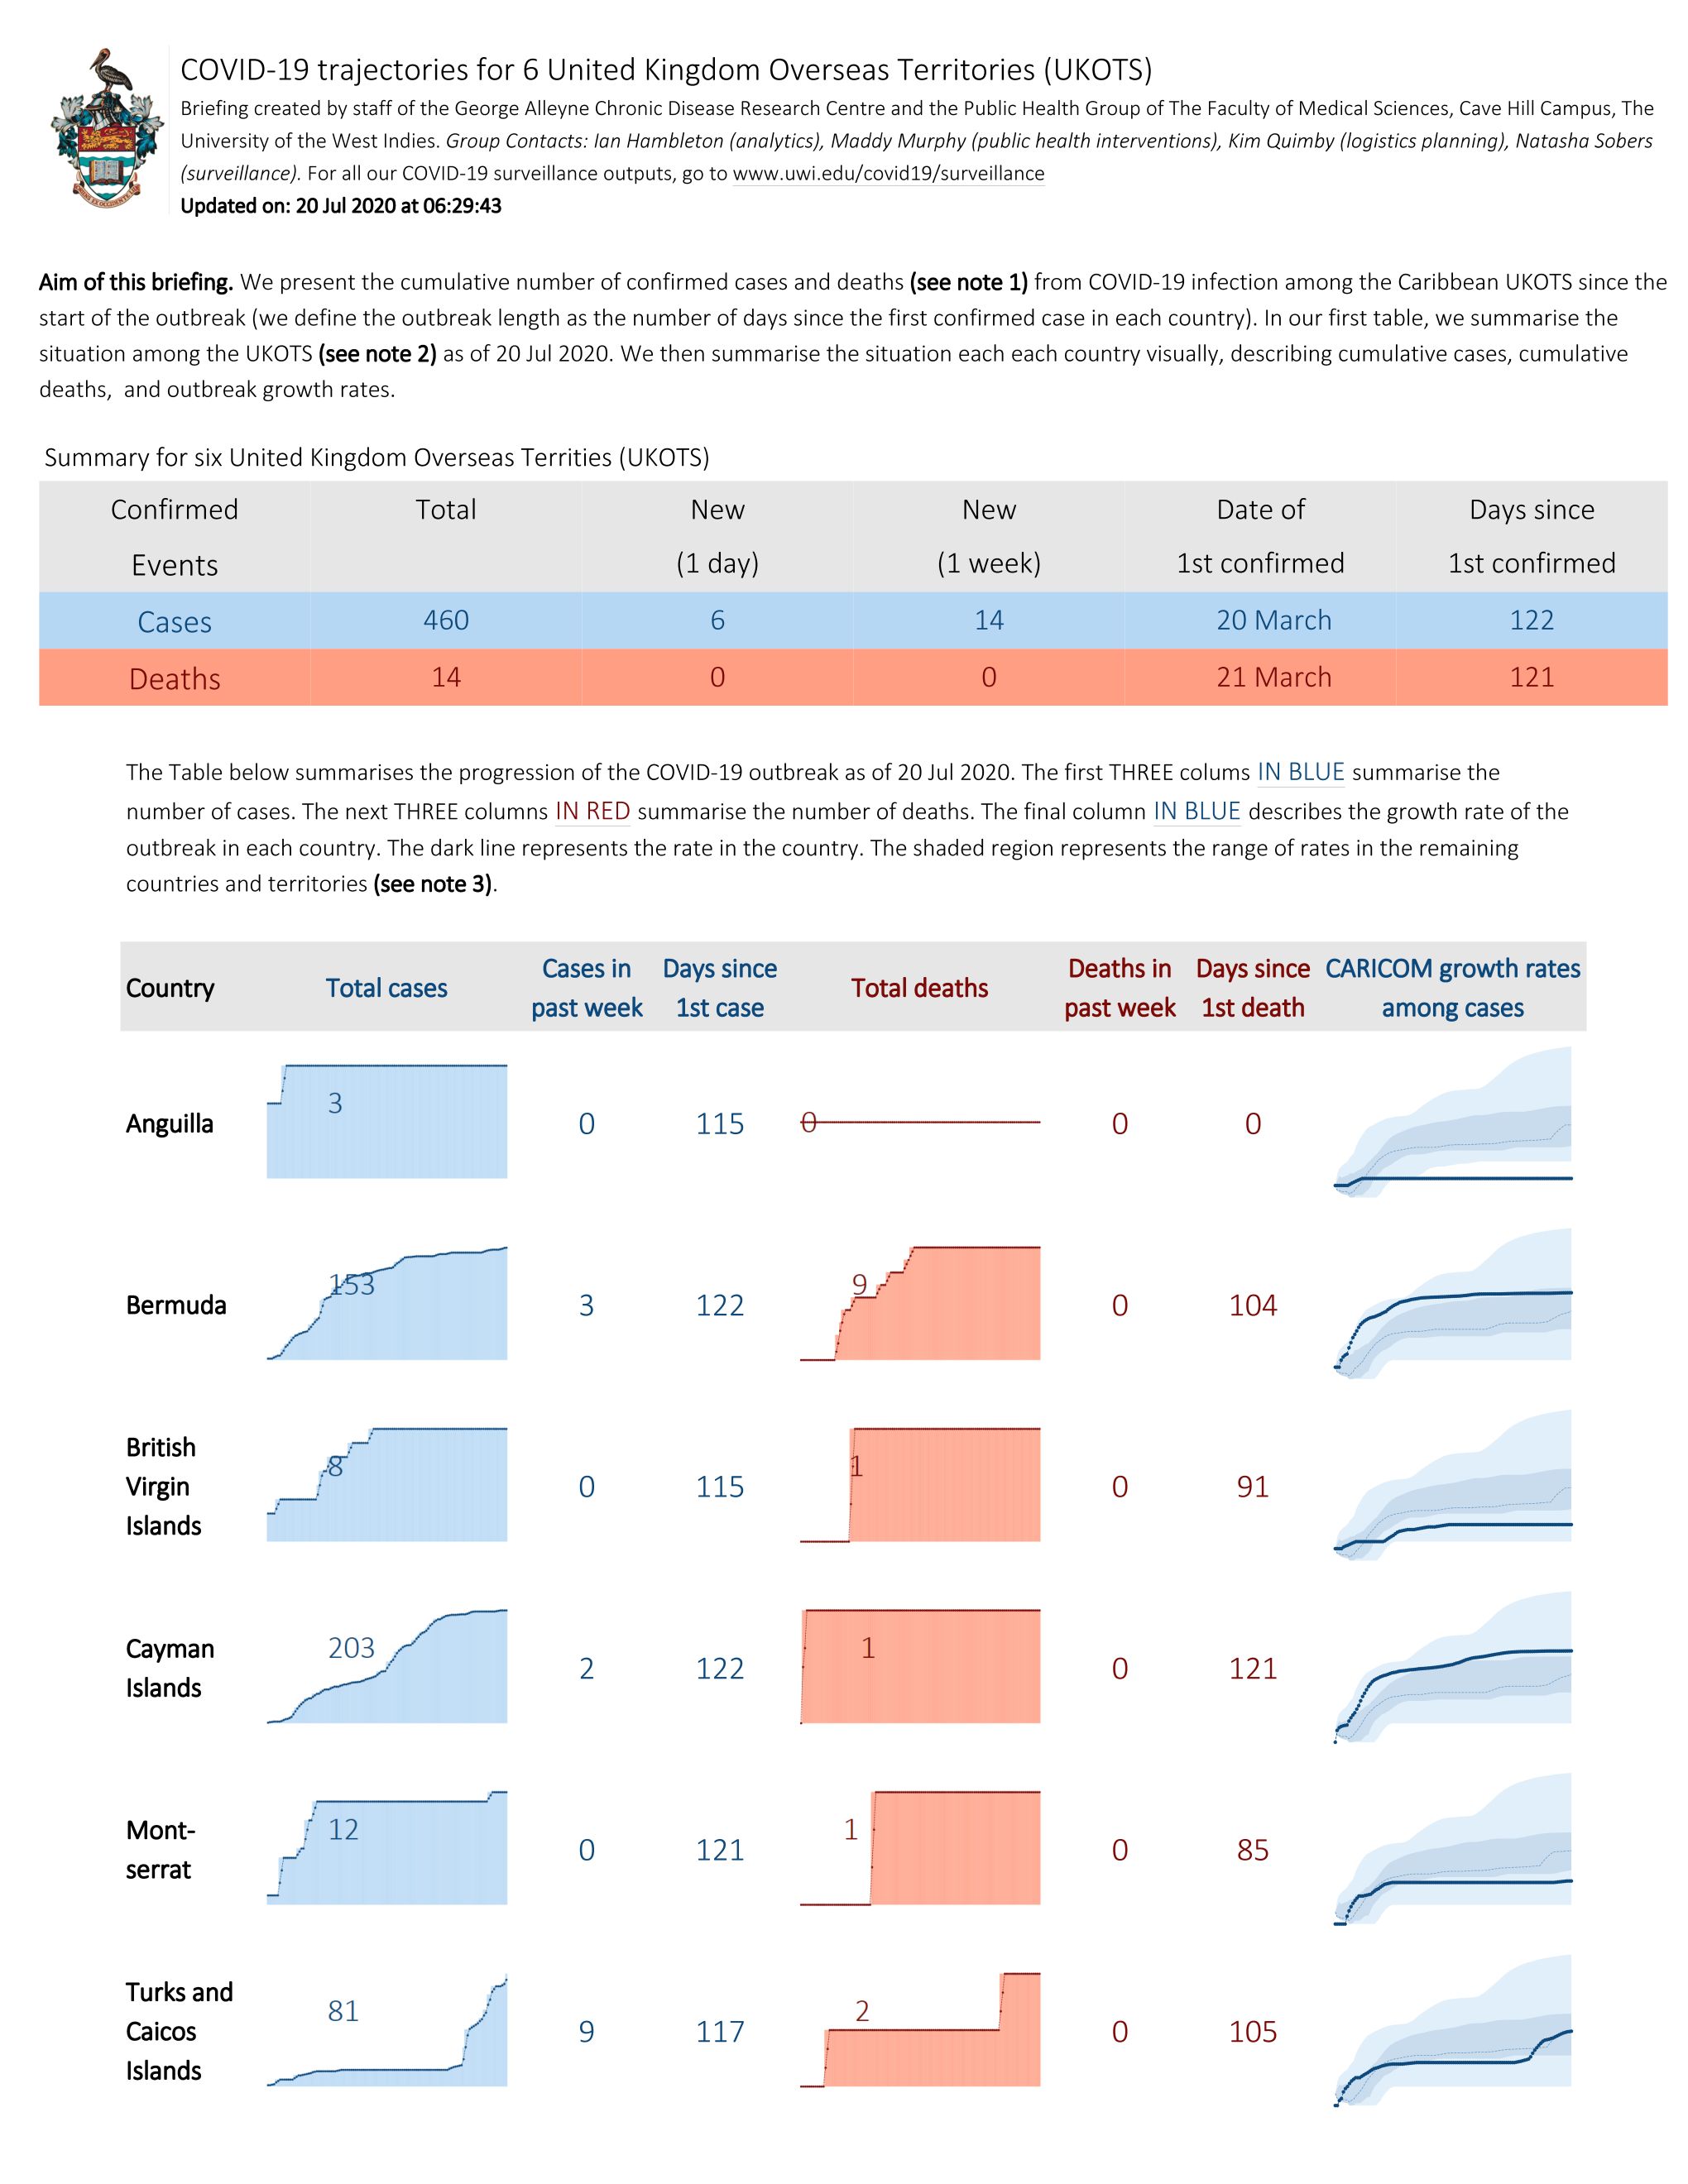 COVID-19 trajectories for 6 United Kingdom Overseas Territories (UKOTS)
Briefing created by staff of the George Alleyne Chronic Disease Research Centre and the Public Health Group of The Faculty of Medical Sciences, Cave Hill Campus, The
University of the West Indies. Group Contacts: Ian Hambleton (analytics), Maddy Murphy (public health interventions), Kim Quimby (logistics planning), Natasha Sobers
(surveillance). For all our COVID-19 surveillance outputs, go to www.uwi.edu/covid19/surveillance
Updated on: 20 Jul 2020 at 06:29:43
Aim of this briefing. We present the cumulative number of confirmed cases and deaths (see note 1) from COVID-19 infection among the Caribbean UKOTS since the
start of the outbreak (we define the outbreak length as the number of days since the first confirmed case in each country). In our first table, we summarise the
situation among the UKOTS (see note 2) as of 20 Jul 2020. We then summarise the situation each each country visually, describing cumulative cases, cumulative
deaths,  and outbreak growth rates.
Summary for six United Kingdom Overseas Territies (UKOTS)
Confirmed Total New New Date of Days since
Events (1 day) (1 week) 1st confirmed 1st confirmed
Cases 460 6 14 20 March 122
Deaths 14 0 0 21 March 121
The Table below summarises the progression of the COVID-19 outbreak as of 20 Jul 2020. The first THREE colums IN BLUE summarise the
number of cases. The next THREE columns IN RED summarise the number of deaths. The final column IN BLUE describes the growth rate of the
outbreak in each country. The dark line represents the rate in the country. The shaded region represents the range of rates in the remaining
countries and territories (see note 3).
Country Total cases Cases in past week Days since 1st case Total deaths Deaths in past week Days since 1st death CARICOM growth rates among cases
Anguilla 3 0 115 0 0 0
Bermuda 153 3 122 9 0 104
British
Virgin
Islands 8 0 115 1 0 91
Cayman
Islands 203 2 122 1 0 121
Mont-
serrat 12 0 121 1 0 85
Turks and
Caicos
Islands 81 9 117 2 0 105